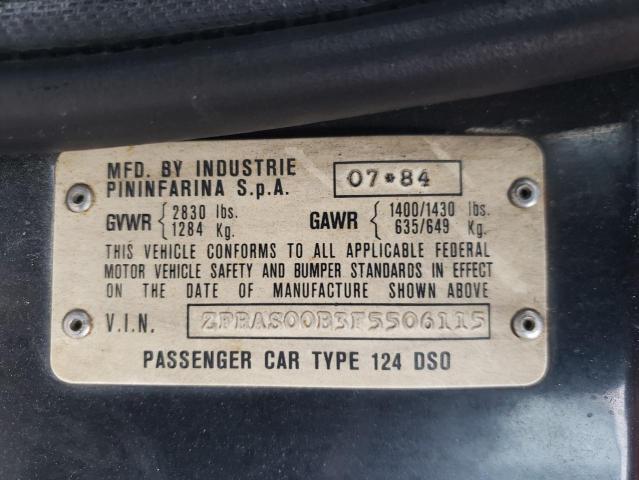 MFD. BY INDUSTRIE
PININFARINA S.p.A.
07*84
GVWR { 2830 lbs. 1284 Kg.
GAWR { 1400/1430 lbs. 635/649 Kg.
THIS VEHICLE CONFORMS TO ALL APPLICABLE FEDERAL
MOTOR VEHICLE SAFETY AND BUMPER STANDARDS IN EFFECT
ON THE DATE OF MANUFACTURE SHOWN ABOVE
V.I.N. ZFRAS00B3F5506115
PASSENGER CAR TYPE 124 DSO